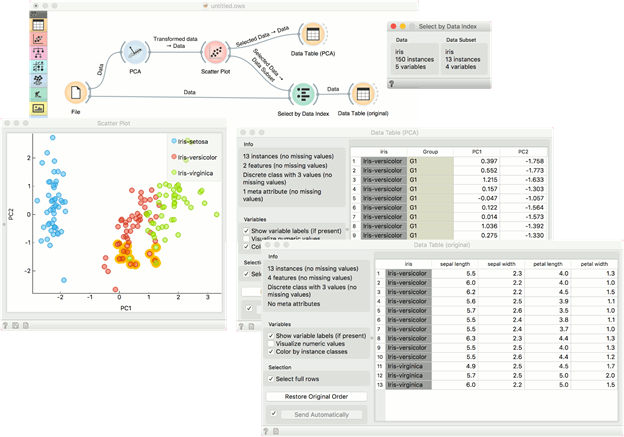 untitled.ows
Data
PCA
Transformed data
→ Data
Scatter Plot
Selected Data → Data
Data Table (PCA)
Selected Data →
Data Subset
File
Data
Select by Data Index
Data
Data Table (original)
Select by Data Index
Data
Data Subset
iris
iris
150 instances
13 instances
5 variables
4 variables
Scatter Plot
Iris-setosa
Iris-versicolor
Iris-virginica
PC2
2
1
0
-1
-2
-2
-1
0
1
2
3
PC1
Data Table (PCA)
Info
13 instances (no missing values)
2 features (no missing values)
Discrete class with 3 values (no
missing values)
1 meta attribute (no missing
values)
Variables
Show variable labels (if present)
Visualize numeric values
Selection
iris Group PC1 PC2
1 Iris-versicolor G1 0.397 -1.758
2 Iris-versicolor G1 0.552 -1.773
3 Iris-versicolor G1 1.215 -1.633
4 Iris-versicolor G1 0.157 -1.303
5 Iris-versicolor G1 -0.047 -1.057
6 Iris-versicolor G1 0.122 -1.564
7 Iris-versicolor G1 0.014 -1.573
8 Iris-versicolor G1 1.036 -1.392
9 Iris-versicolor G1 0.275 -1.330
Data Table (original)
Info
13 instances (no missing values)
4 features (no missing values)
Discrete class with 3 values (no
missing values)
No meta attributes
Variables
Show variable labels (if present)
Visualize numeric values
Color by instance classes
Selection
Select full rows
Restore Original Order
Send Automatically
iris sepal length sepal width petal length petal width
1 Iris-versicolor 5.5 2.3 4.0 1.3
2 Iris-versicolor 6.0 2.2 4.0 1.0
3 Iris-versicolor 6.2 2.2 4.5 1.5
4 Iris-versicolor 5.6 2.5 3.9 1.1
5 Iris-versicolor 5.7 2.6 3.5 1.0
6 Iris-versicolor 5.5 2.4 3.8 1.1
7 Iris-versicolor 5.5 2.4 3.7 1.0
8 Iris-versicolor 6.3 2.3 4.4 1.3
9 Iris-versicolor 5.5 2.5 4.0 1.3
10 Iris-versicolor 5.5 2.6 4.4 1.2
11 Iris-virginica 4.9 2.5 4.5 1.7
12 Iris-virginica 5.7 2.5 5.0 2.0
13 Iris-virginica 6.0 2.2 5.0 1.5